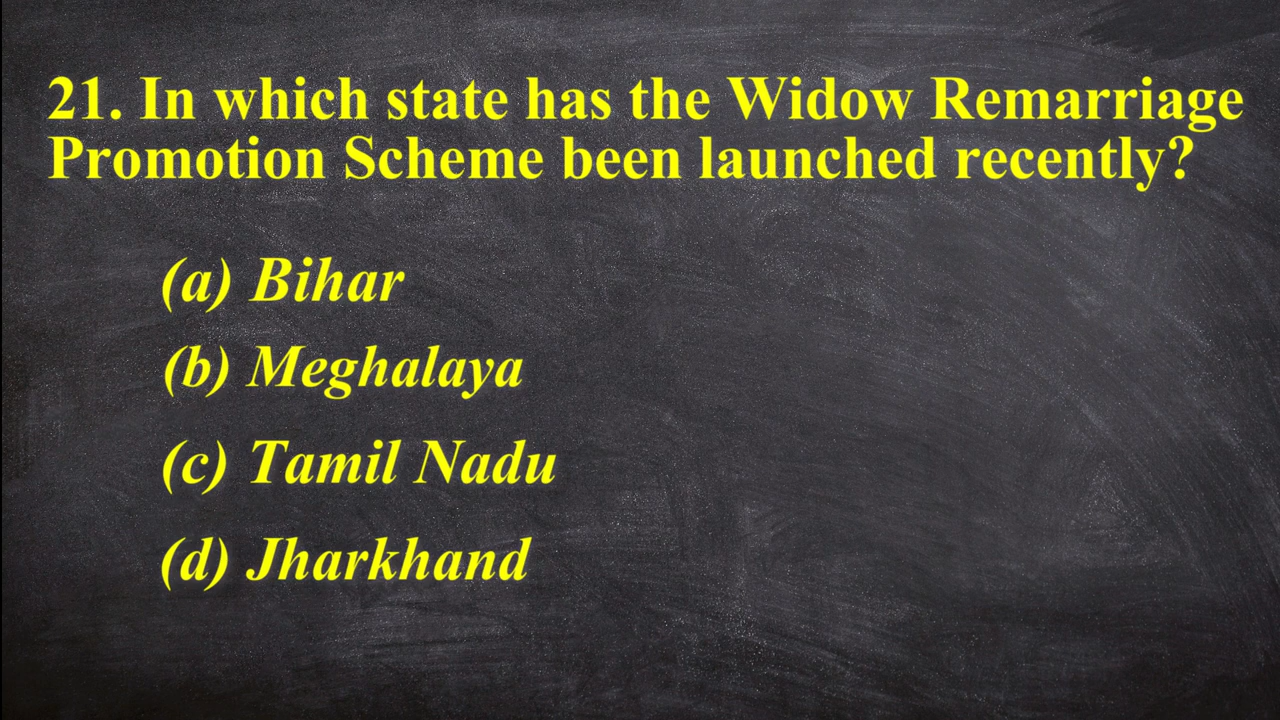 21. In which state has the Widow Remarriage
Promotion Scheme been launched recently?
(a) Bihar
(b) Meghalaya
(c) Tamil Nadu
(d) Jharkhand